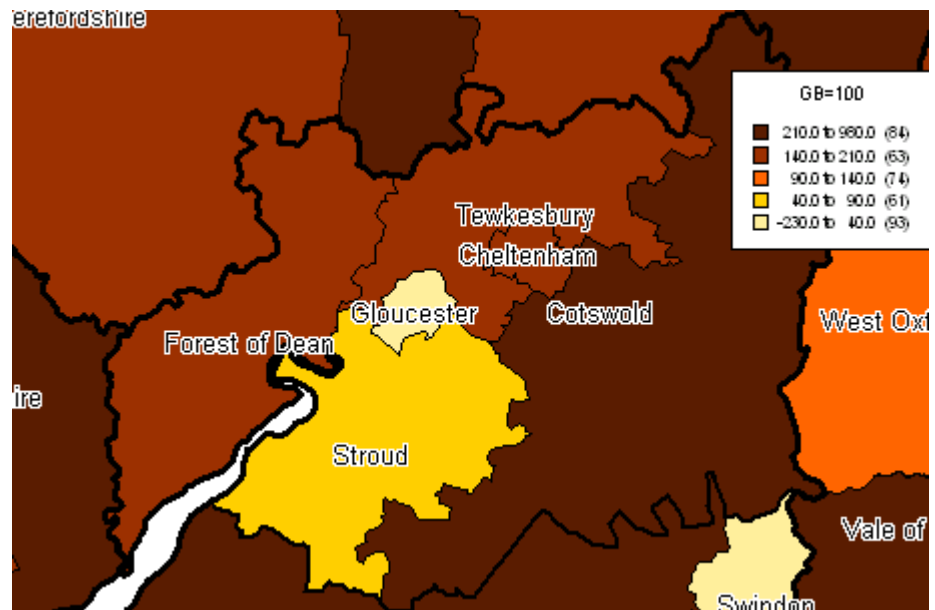 erefordshire
GB=100
210.0 to 980.0 (84)
140.0 to 210.0 (63)
90.0 to 140.0 (74)
40.0 to 90.0 (61)
-230.0 to 40.0 (93)
Tewkesbury
Cheltenham
Gloucester
Cotswold
West Oxf
Forest of Dean
ire
Stroud
Vale of
Swindon